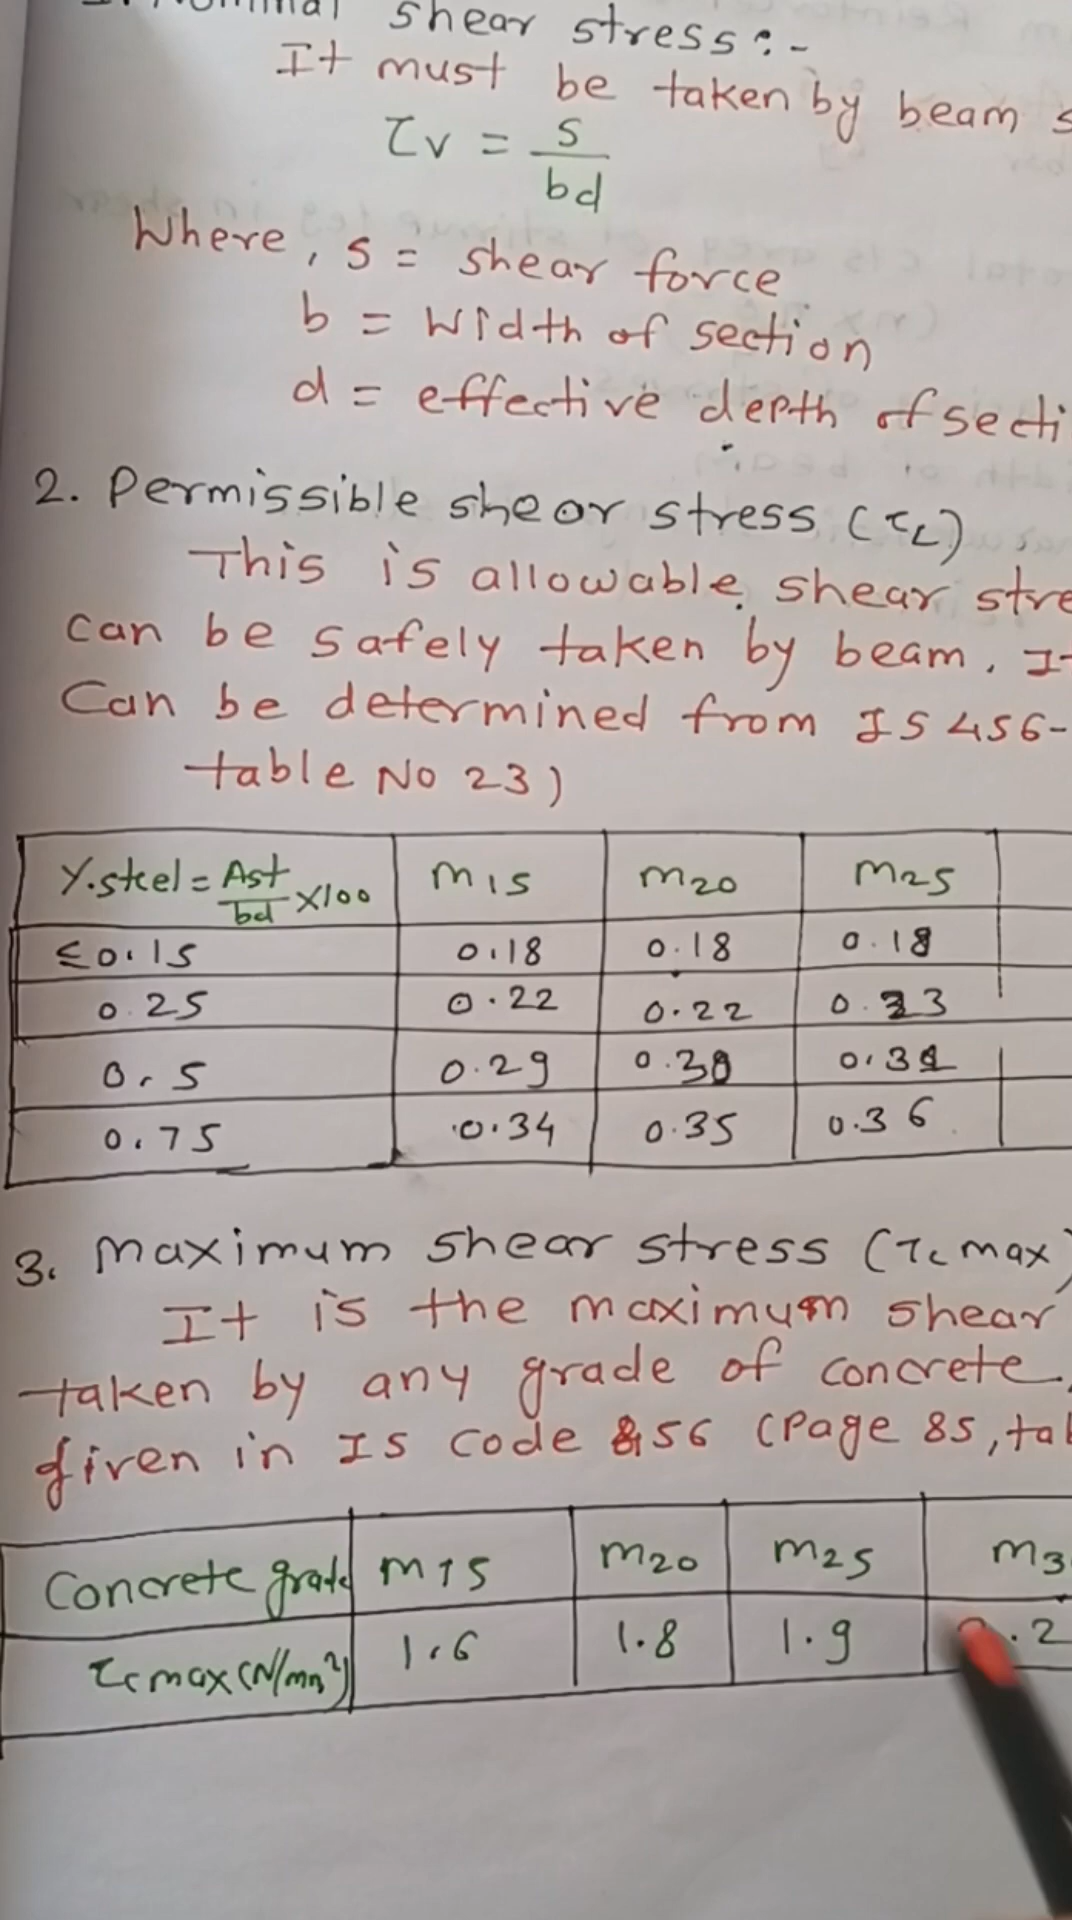 shear stress :-
It must be taken by beam s
τv = s / bd
Where, s = shear force
b = width of section
d = effective depth of secti
2. Permissible shear stress (τc)
This is allowable shear stre
can be safely taken by beam. It
Can be determined from IS 456-
table No 23)
Y.steel = Ast/bd ×100 M15 M20 M25
≤0.15 0.18 0.18 0.18
0.25 0.22 0.22 0.23
0.5 0.29 0.30 0.31
0.75 0.34 0.35 0.36
3. Maximum shear stress (τc max)
It is the maximum shear
taken by any grade of concrete.
given in IS code 456 (Page 85, tab
Concrete grade M15 M20 M25 M3
τc max (N/mm²) 1.6 1.8 1.9 .2